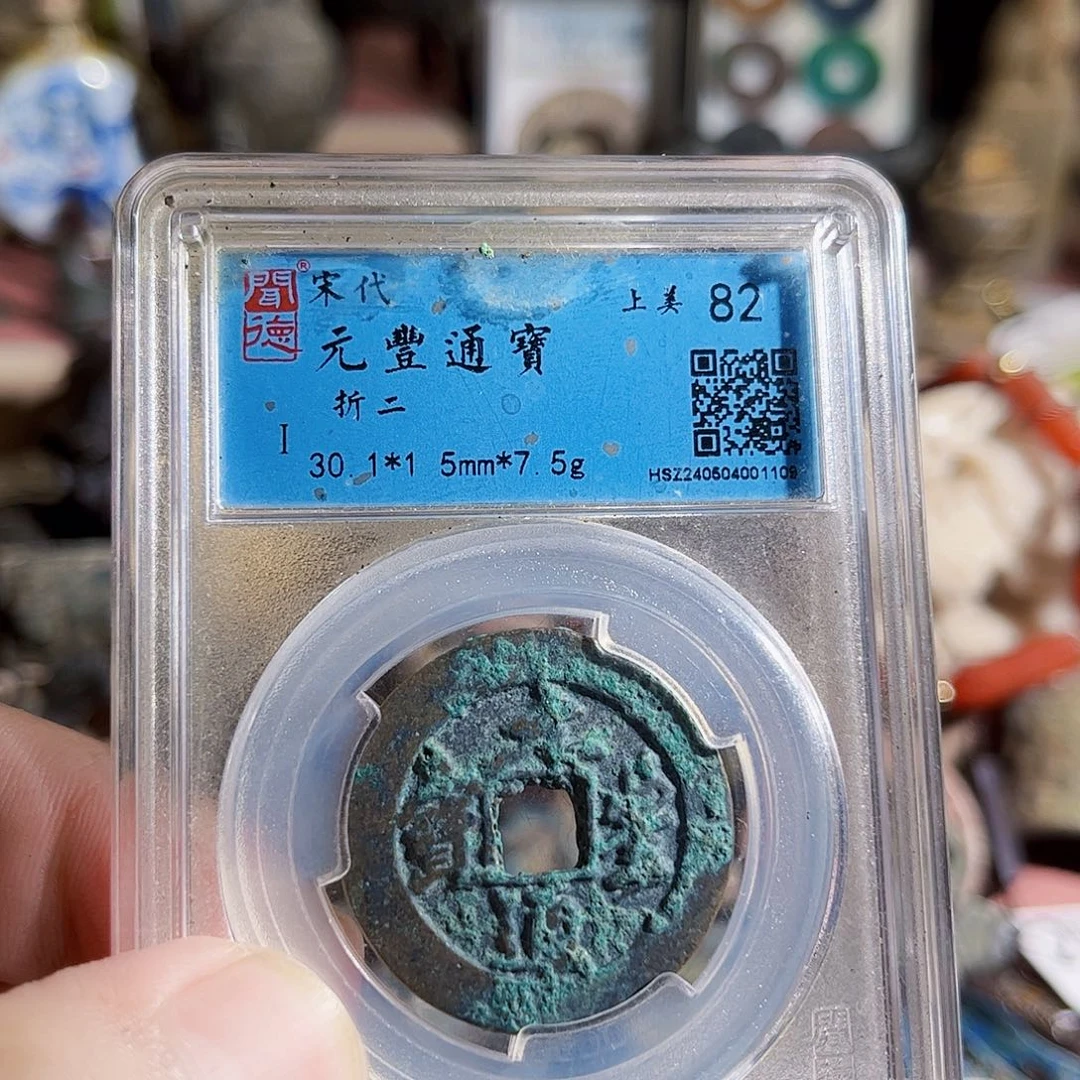 聞德®
宋代
上美 82
元豐通寶
折二
I
30.1*1.5mm*7.5g
HSZ240504001109